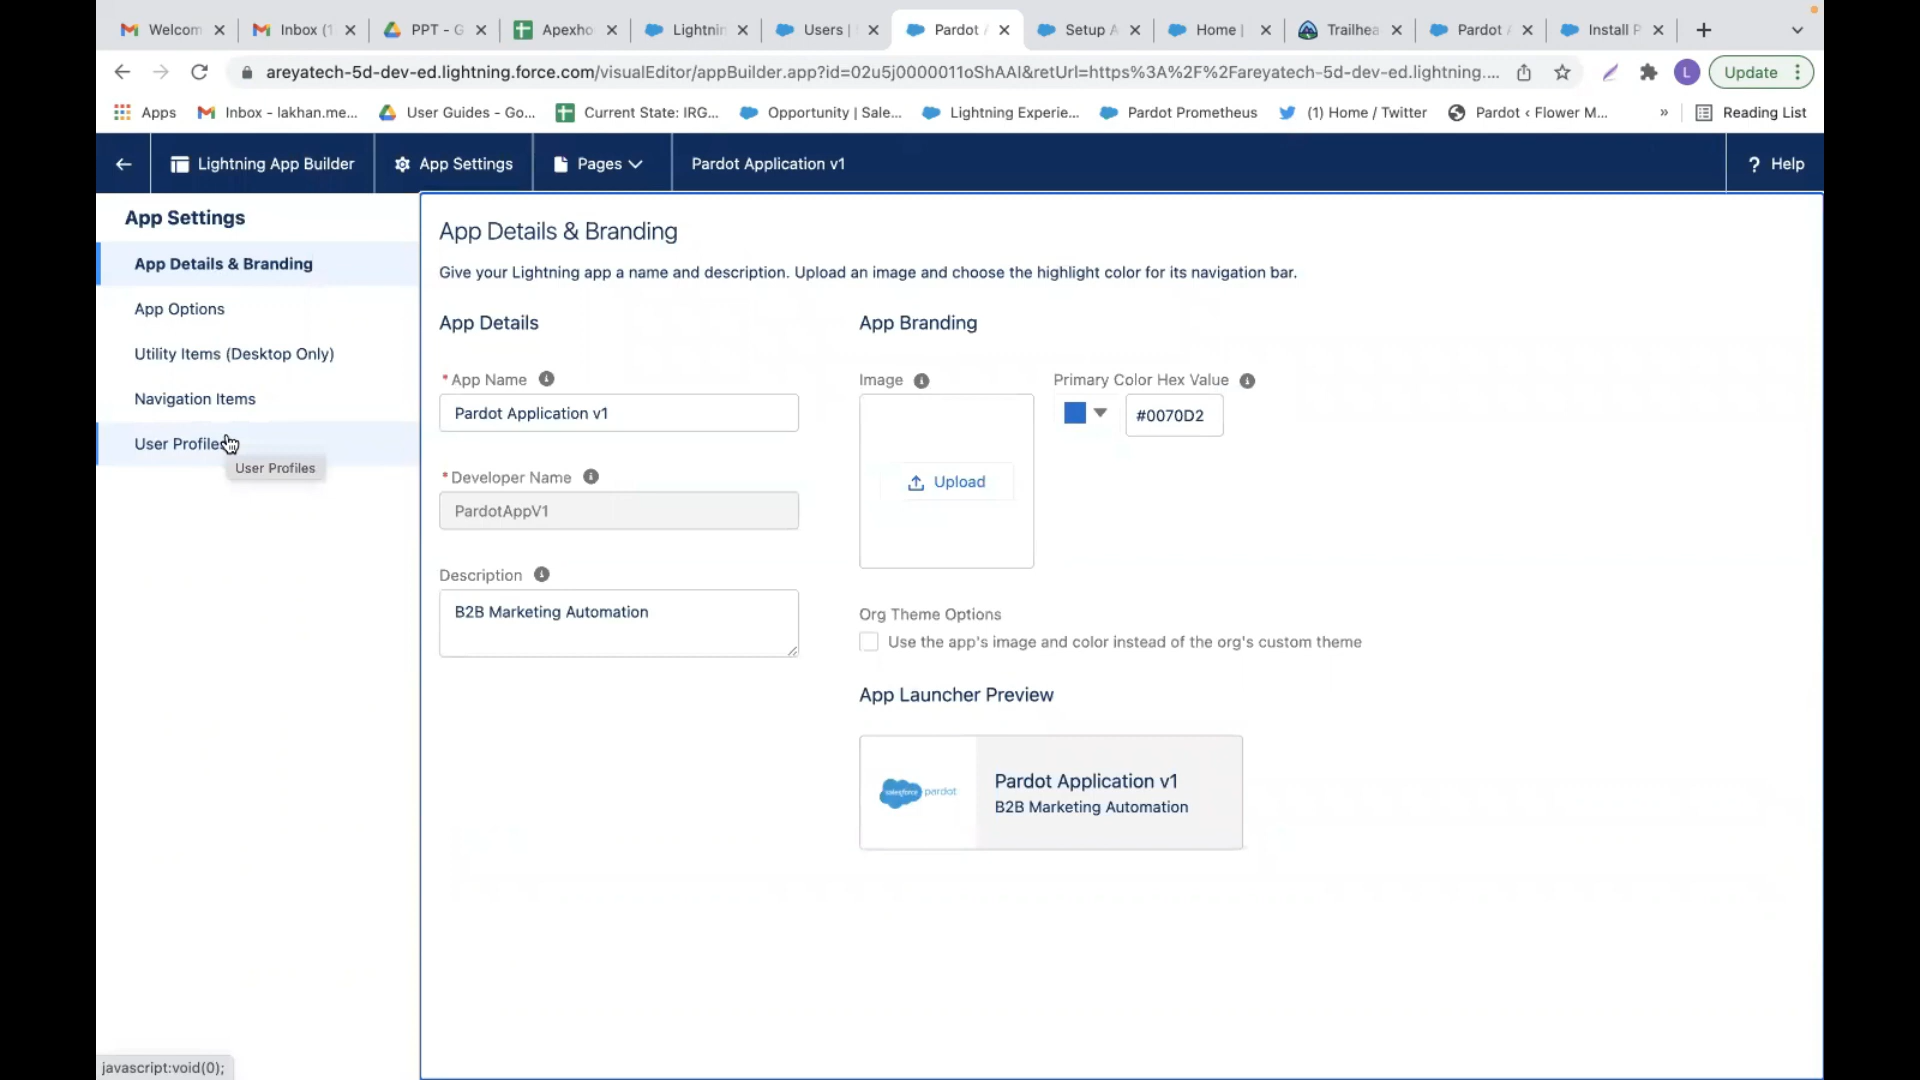 Welcom
Inbox (1
PPT - G
Apexho
Lightnin
Users |
Pardot
Setup
Home |
Trailhea
Pardot
Install P
areyatech-5d-dev-ed.lightning.force.com/visualEditor/appBuilder.app?id=02u5j0000011oShAAI&retUrl=https%3A%2F%2Fareyatech-5d-dev-ed.lightning....
L
Update
Apps
Inbox - lakhan.me...
User Guides - Go...
Current State: IRG...
Opportunity | Sale...
Lightning Experie...
Pardot Prometheus
(1) Home / Twitter
Pardot ‹ Flower M...
»
Reading List
Lightning App Builder
App Settings
Pages
Pardot Application v1
? Help
App Settings
App Details & Branding
App Options
Utility Items (Desktop Only)
Navigation Items
User Profiles
User Profiles
App Details & Branding
Give your Lightning app a name and description. Upload an image and choose the highlight color for its navigation bar.
App Details
* App Name
Pardot Application v1
* Developer Name
PardotAppV1
Description
B2B Marketing Automation
App Branding
Image
Upload
Primary Color Hex Value
#0070D2
Org Theme Options
Use the app's image and color instead of the org's custom theme
App Launcher Preview
salesforce pardot
Pardot Application v1
B2B Marketing Automation
javascript:void(0);